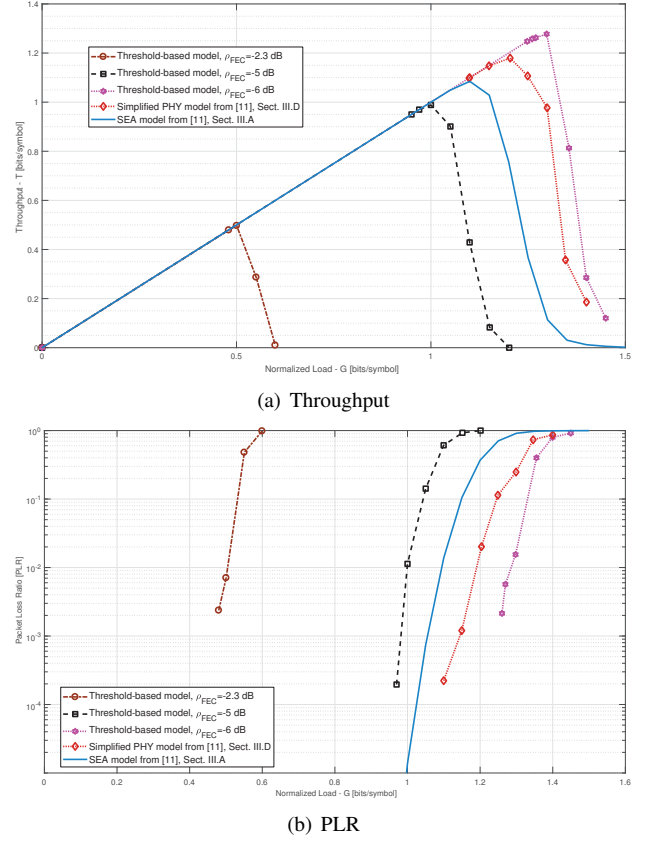 1.4
1.2
1
0.8
0.6
0.4
0.2
0
Throughput - T [bits/symbol]
Threshold-based model, ρFEC=-2.3 dB
Threshold-based model, ρFEC=-5 dB
Threshold-based model, ρFEC=-6 dB
Simplified PHY model from [11], Sect. III.D
SEA model from [11], Sect. III.A
0 0.5 1 1.5
Normalized Load - G [bits/symbol]
(a) Throughput
10^0
10^-1
10^-2
10^-3
10^-4
Packet Loss Ratio [PLR]
Threshold-based model, ρFEC=-2.3 dB
Threshold-based model, ρFEC=-5 dB
Threshold-based model, ρFEC=-6 dB
Simplified PHY model from [11], Sect. III.D
SEA model from [11], Sect. III.A
0 0.2 0.4 0.6 0.8 1 1.2 1.4 1.6
Normalized Load - G [bits/symbol]
(b) PLR